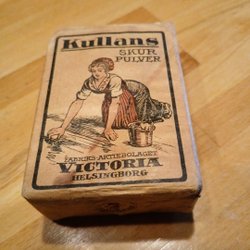 Kullans
SKUR
PULVER
FABRIKS-AKTIEBOLAGET
VICTORIA
HELSINGBORG